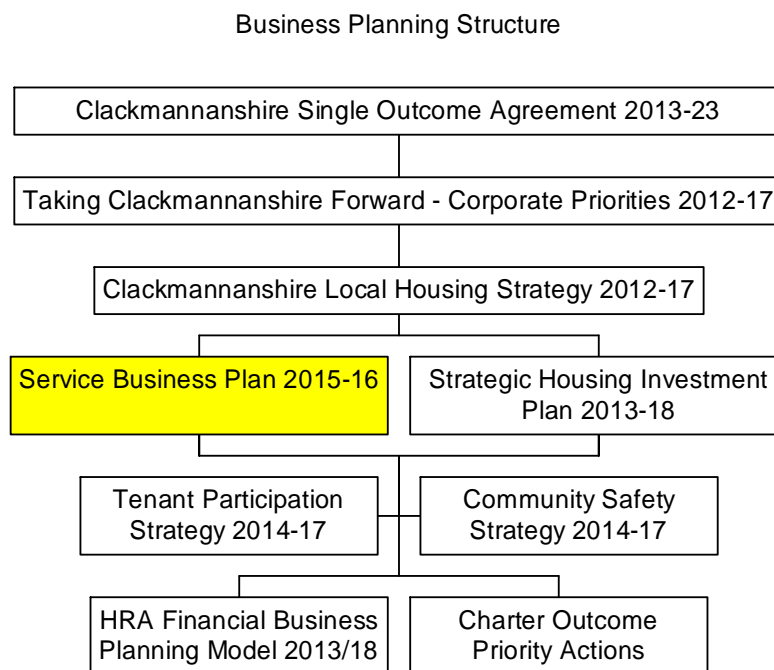 Business Planning Structure
Clackmannanshire Single Outcome Agreement 2013-23
Taking Clackmannanshire Forward - Corporate Priorities 2012-17
Clackmannanshire Local Housing Strategy 2012-17
Service Business Plan 2015-16
Strategic Housing Investment
Plan 2013-18
Tenant Participation
Strategy 2014-17
Community Safety
Strategy 2014-17
HRA Financial Business
Planning Model 2013/18
Charter Outcome
Priority Actions